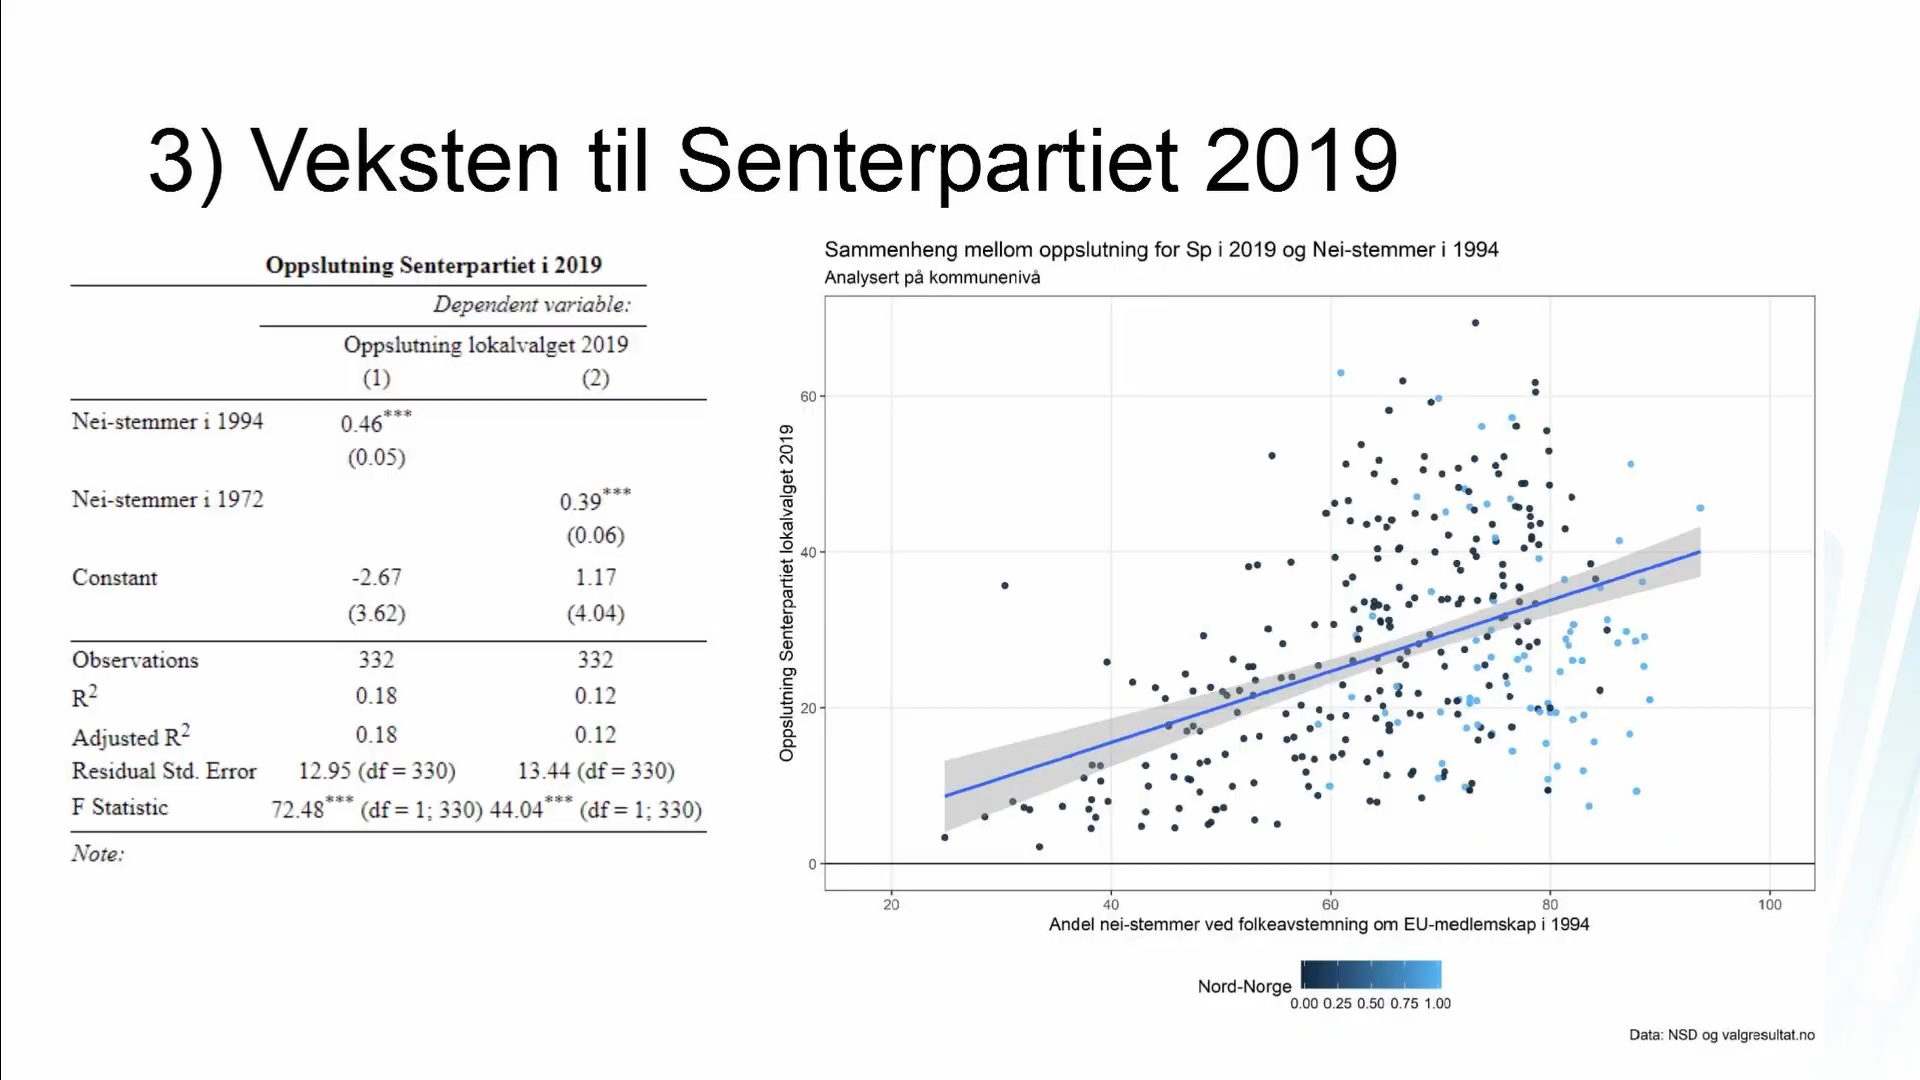 3) Veksten til Senterpartiet 2019
Oppslutning Senterpartiet i 2019
Dependent variable:
Oppslutning lokalvalget 2019
(1) (2)
Nei-stemmer i 1994 0.46***
(0.05)
Nei-stemmer i 1972 0.39***
(0.06)
Constant -2.67 1.17
(3.62) (4.04)
Observations 332 332
R2 0.18 0.12
Adjusted R2 0.18 0.12
Residual Std. Error 12.95 (df = 330) 13.44 (df = 330)
F Statistic 72.48*** (df = 1; 330) 44.04*** (df = 1; 330)
Note:
Sammenheng mellom oppslutning for Sp i 2019 og Nei-stemmer i 1994
Analysert på kommunenivå
Oppslutning Senterpartiet lokalvalget 2019
60
40
20
0
20 40 60 80 100
Andel nei-stemmer ved folkeavstemning om EU-medlemskap i 1994
Nord-Norge
0.00 0.25 0.50 0.75 1.00
Data: NSD og valgresultat.no